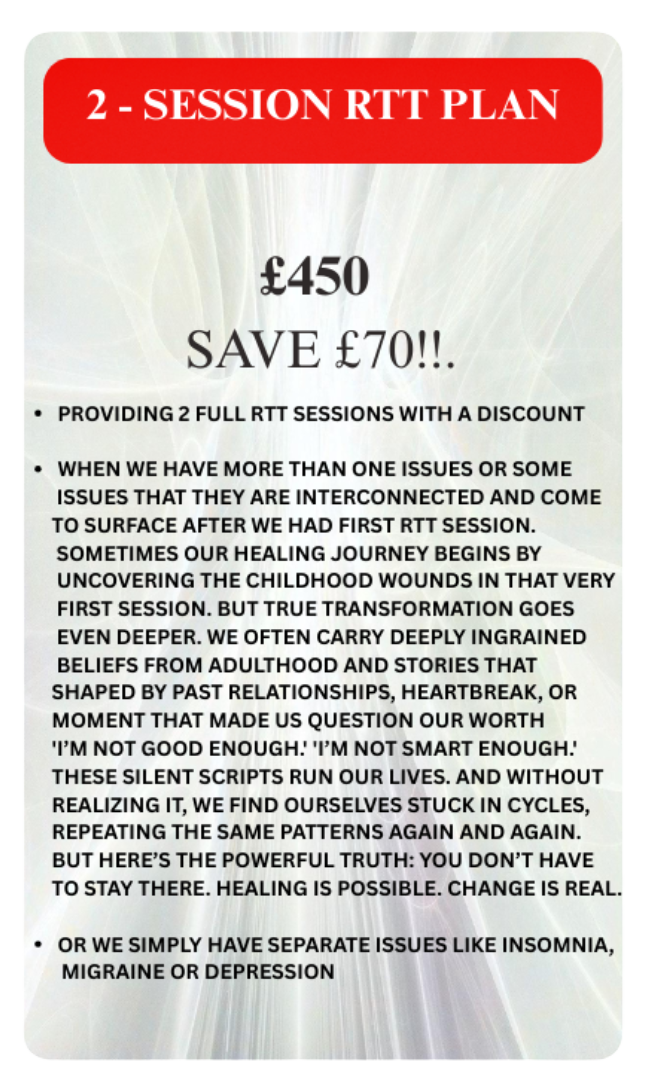 2 - SESSION RTT PLAN
£450
SAVE £70!!.
• PROVIDING 2 FULL RTT SESSIONS WITH A DISCOUNT
• WHEN WE HAVE MORE THAN ONE ISSUES OR SOME
ISSUES THAT THEY ARE INTERCONNECTED AND COME
TO SURFACE AFTER WE HAD FIRST RTT SESSION.
SOMETIMES OUR HEALING JOURNEY BEGINS BY
UNCOVERING THE CHILDHOOD WOUNDS IN THAT VERY
FIRST SESSION. BUT TRUE TRANSFORMATION GOES
EVEN DEEPER. WE OFTEN CARRY DEEPLY INGRAINED
BELIEFS FROM ADULTHOOD AND STORIES THAT
SHAPED BY PAST RELATIONSHIPS, HEARTBREAK, OR
MOMENT THAT MADE US QUESTION OUR WORTH
'I’M NOT GOOD ENOUGH.' 'I’M NOT SMART ENOUGH.'
THESE SILENT SCRIPTS RUN OUR LIVES. AND WITHOUT
REALIZING IT, WE FIND OURSELVES STUCK IN CYCLES,
REPEATING THE SAME PATTERNS AGAIN AND AGAIN.
BUT HERE’S THE POWERFUL TRUTH: YOU DON’T HAVE
TO STAY THERE. HEALING IS POSSIBLE. CHANGE IS REAL.
• OR WE SIMPLY HAVE SEPARATE ISSUES LIKE INSOMNIA,
MIGRAINE OR DEPRESSION